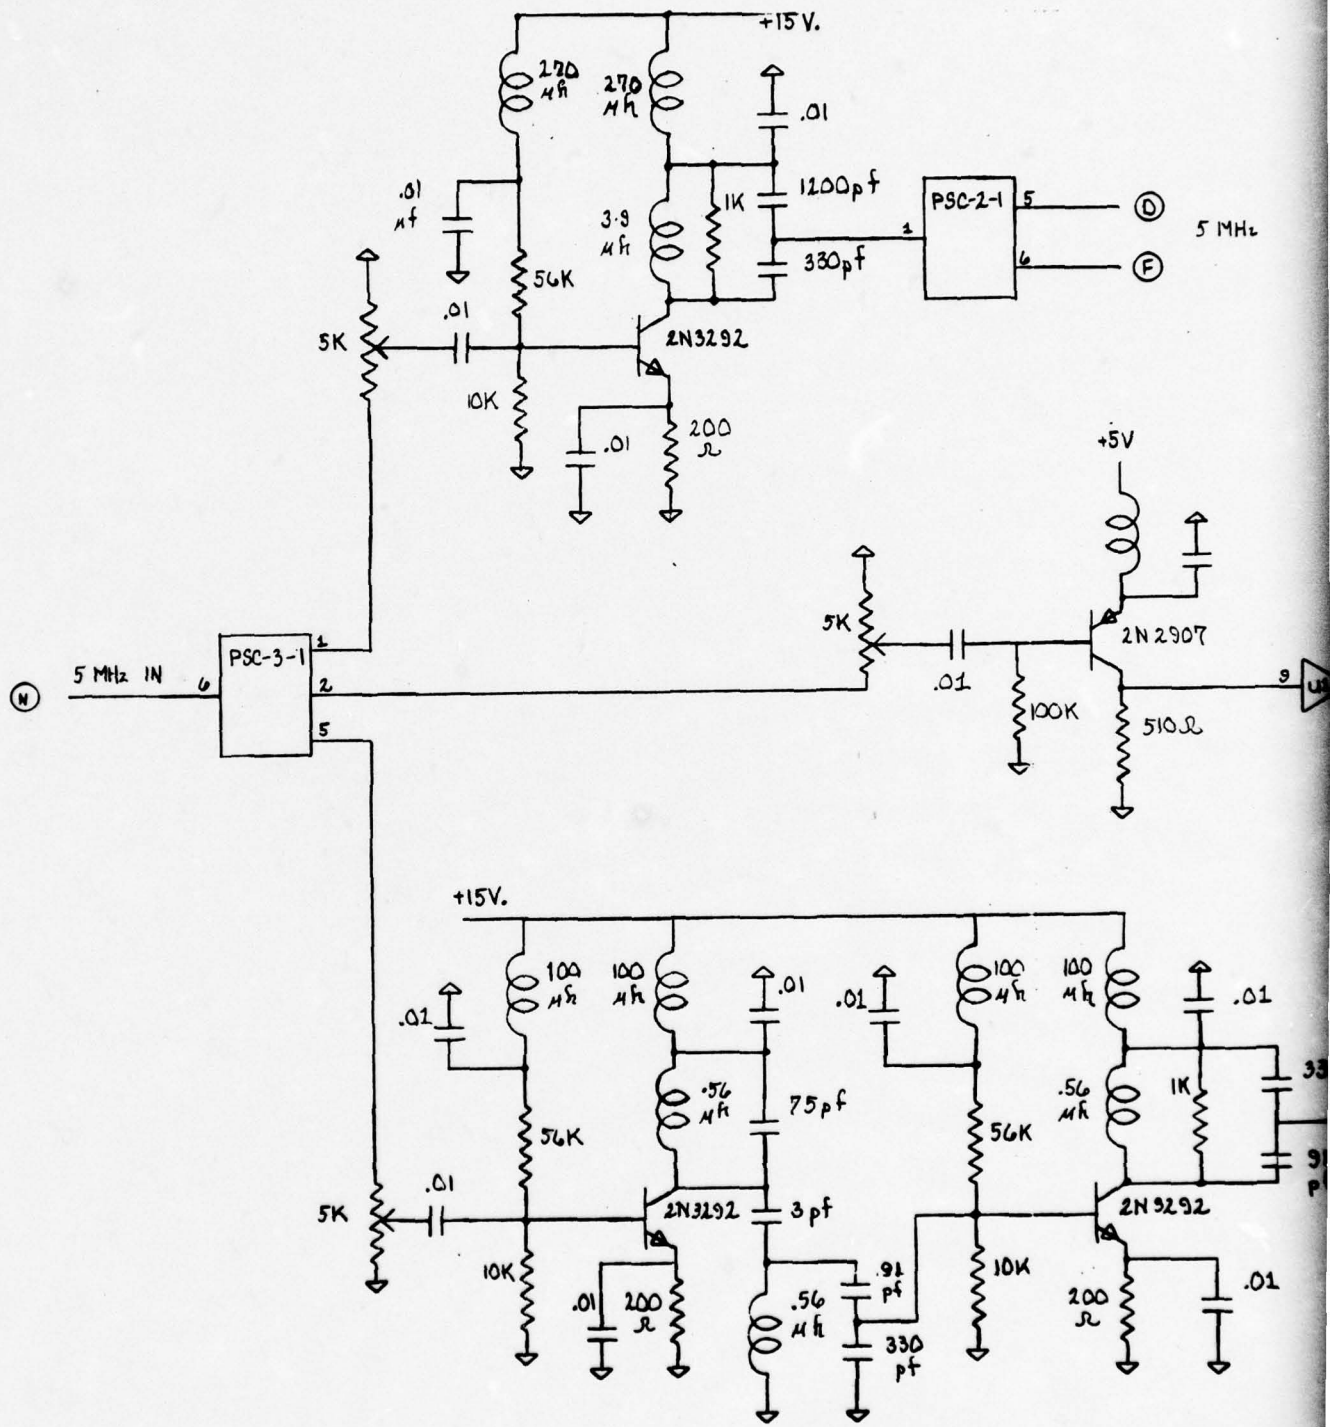 +15V.
270
μh
270
μh
.01
.01
μf
1200pf
1K
3.9
μh
330pf
PSC-2-1
1
5
6
D
F
5 MHz
56K
.01
5K
2N3292
10K
.01
200
Ω
+5V
5K
2N2907
.01
100K
510Ω
9
N
5 MHz IN
6
PSC-3-1
1
2
5
+15V.
100
μh
100
μh
.01
.01
.01
100
μh
100
μh
.01
.56
μh
75pf
.56
μh
1K
56K
56K
5K
.01
2N3292
3pf
10K
.01
200
Ω
.56
μh
.91
pf
330
pf
10K
200
Ω
.01